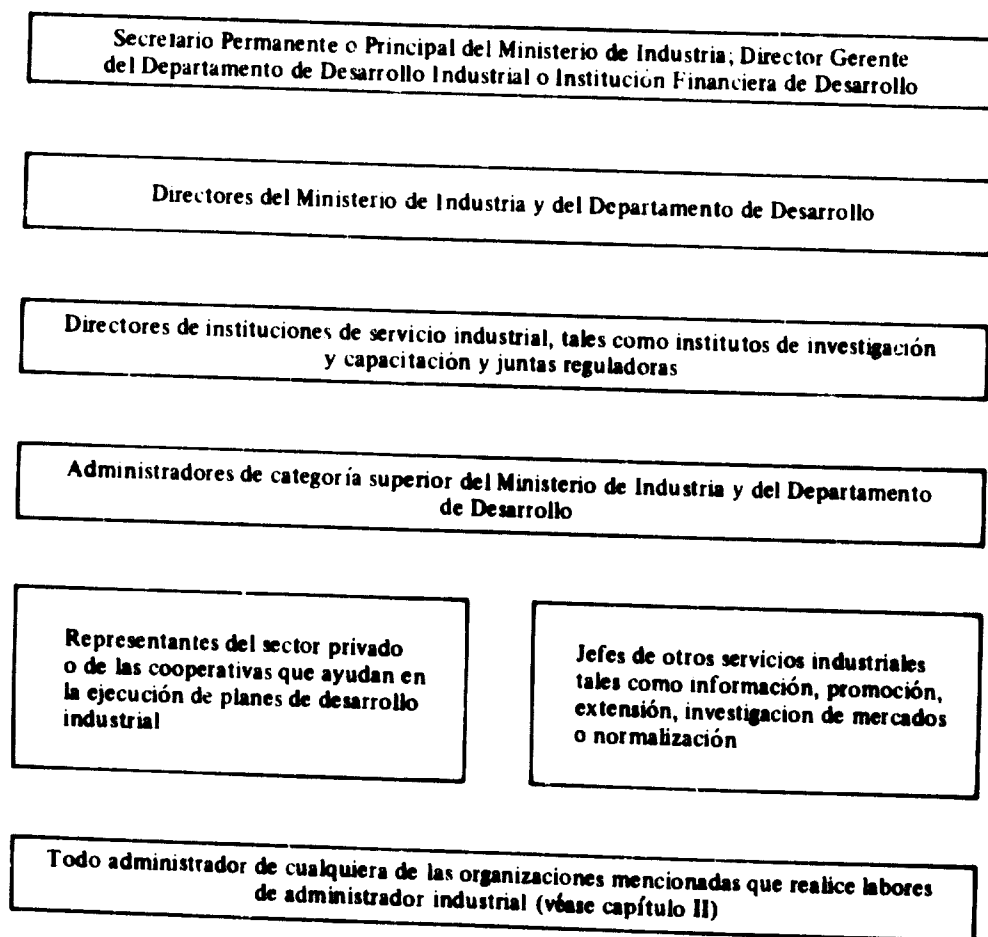 Secretario Permanente o Principal del Ministerio de Industria; Director Gerente
del Departamento de Desarrollo Industrial o Institución Financiera de Desarrollo
Directores del Ministerio de Industria y del Departamento de Desarrollo
Directores de instituciones de servicio industrial, tales como institutos de investigación
y capacitación y juntas reguladoras
Administradores de categoría superior del Ministerio de Industria y del Departamento
de Desarrollo
Representantes del sector privado
o de las cooperativas que ayudan en
la ejecución de planes de desarrollo
industrial
Jefes de otros servicios industriales
tales como información, promoción,
extensión, investigacion de mercados
o normalización
Todo administrador de cualquiera de las organizaciones mencionadas que realice labores
de administrador industrial (véase capítulo II)